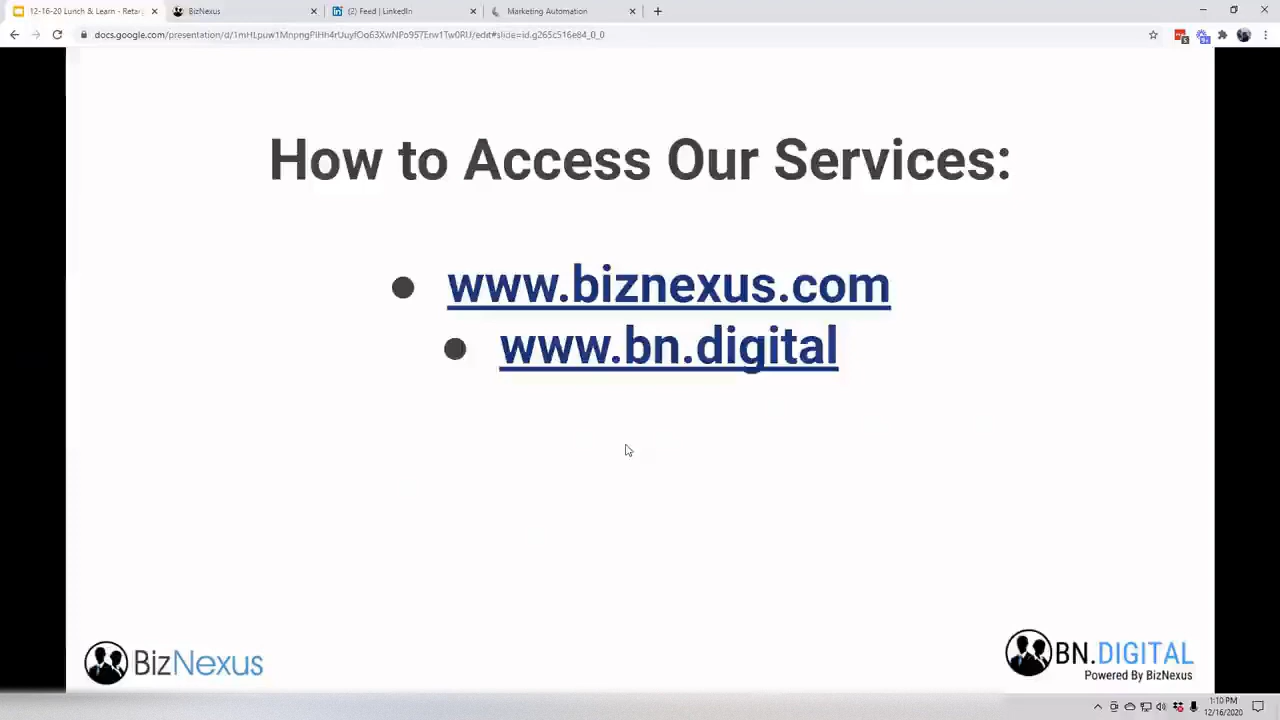 12-16-20 Lunch & Learn - Retar
BizNexus
(2) Feed | LinkedIn
Marketing Automation
How to Access Our Services:
● www.biznexus.com
● www.bn.digital
BizNexus
BN.DIGITAL
Powered By BizNexus
1:10 PM
12/16/2020